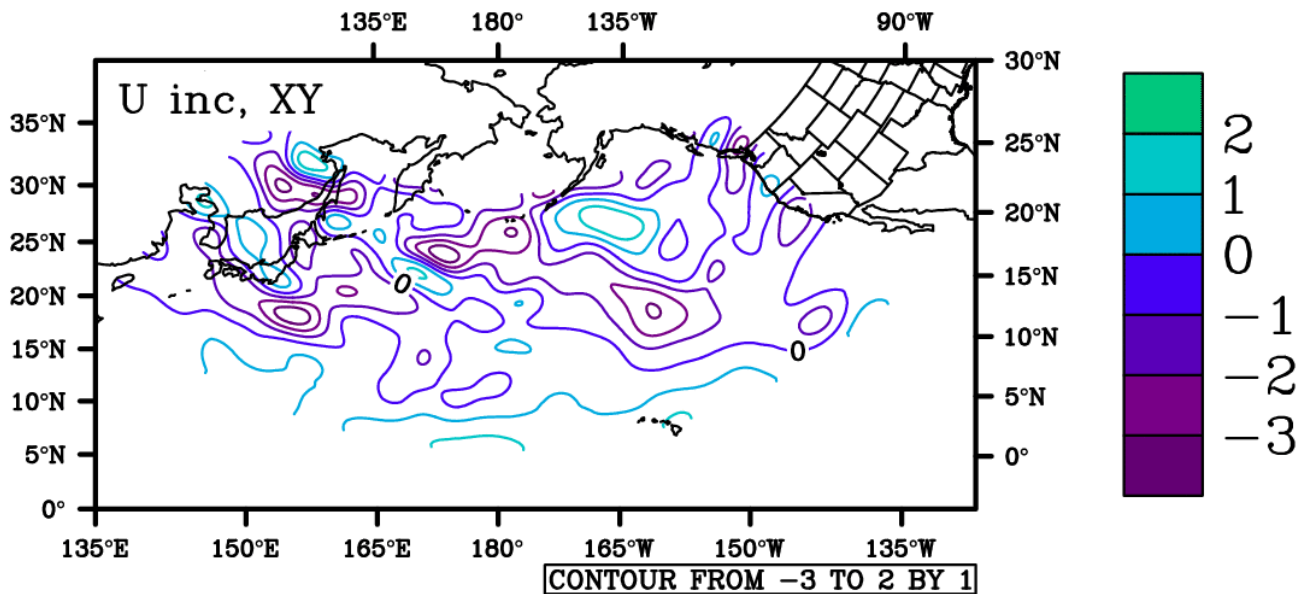 135°E 180° 135°W 90°W
U inc, XY
30°N
35°N
25°N
30°N
20°N
25°N
15°N
20°N
10°N
15°N
5°N
10°N
0°
5°N
0°
0
0
135°E 150°E 165°E 180° 165°W 150°W 135°W
CONTOUR FROM −3 TO 2 BY 1
2
1
0
−1
−2
−3